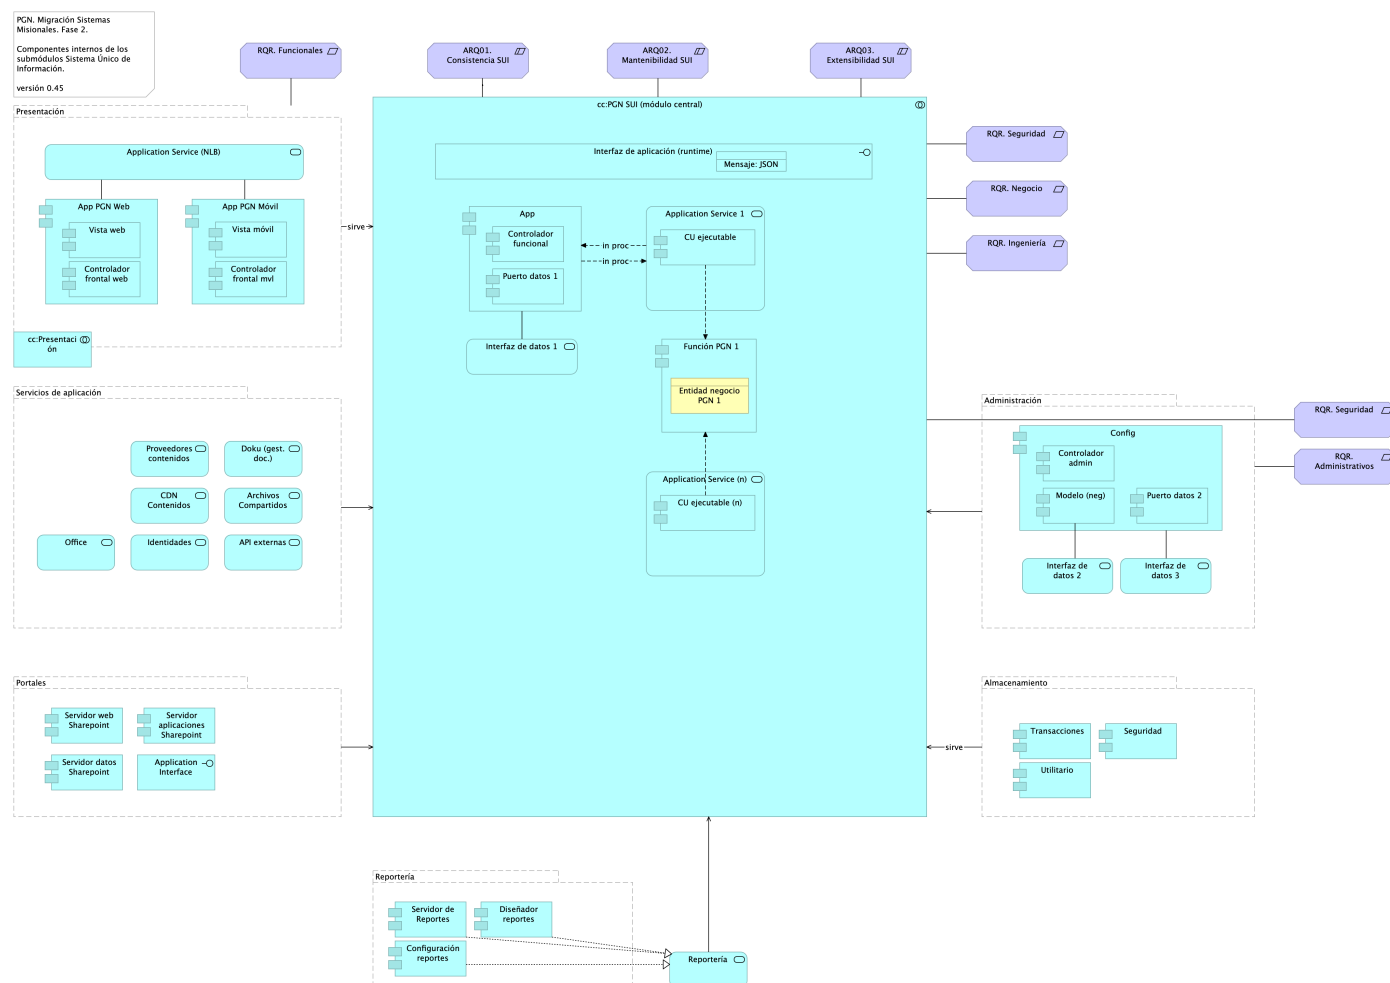 PGN. Migración Sistemas
Misionales. Fase 2.
Componentes internos de los
submódulos Sistema Único de
Información.
versión 0.45
RQR. Funcionales
ARQ01.
Consistencia SUI
ARQ02.
Mantenibilidad SUI
ARQ03.
Extensibilidad SUI
Presentación
Application Service (NLB)
App PGN Web
Vista web
Controlador
frontal web
App PGN Móvil
Vista móvil
Controlador
frontal mvl
cc:Presentaci
ón
sirve
cc:PGN SUI (módulo central)
Interfaz de aplicación (runtime)
Mensaje: JSON
App
Controlador
funcional
Puerto datos 1
Interfaz de datos 1
in proc
in proc
Application Service 1
CU ejecutable
Función PGN 1
Entidad negocio
PGN 1
Application Service (n)
CU ejecutable (n)
RQR. Seguridad
RQR. Negocio
RQR. Ingeniería
Servicios de aplicación
Proveedores
contenidos
Doku (gest.
doc.)
CDN
Contenidos
Archivos
Compartidos
Office
Identidades
API externas
Administración
Config
Controlador
admin
Modelo (neg)
Puerto datos 2
Interfaz de
datos 2
Interfaz de
datos 3
RQR. Seguridad
RQR.
Administrativos
Portales
Servidor web
Sharepoint
Servidor
aplicaciones
Sharepoint
Servidor datos
Sharepoint
Application
Interface
Almacenamiento
Transacciones
Seguridad
Utilitario
sirve
Reportería
Servidor de
Reportes
Diseñador
reportes
Configuración
reportes
Reportería